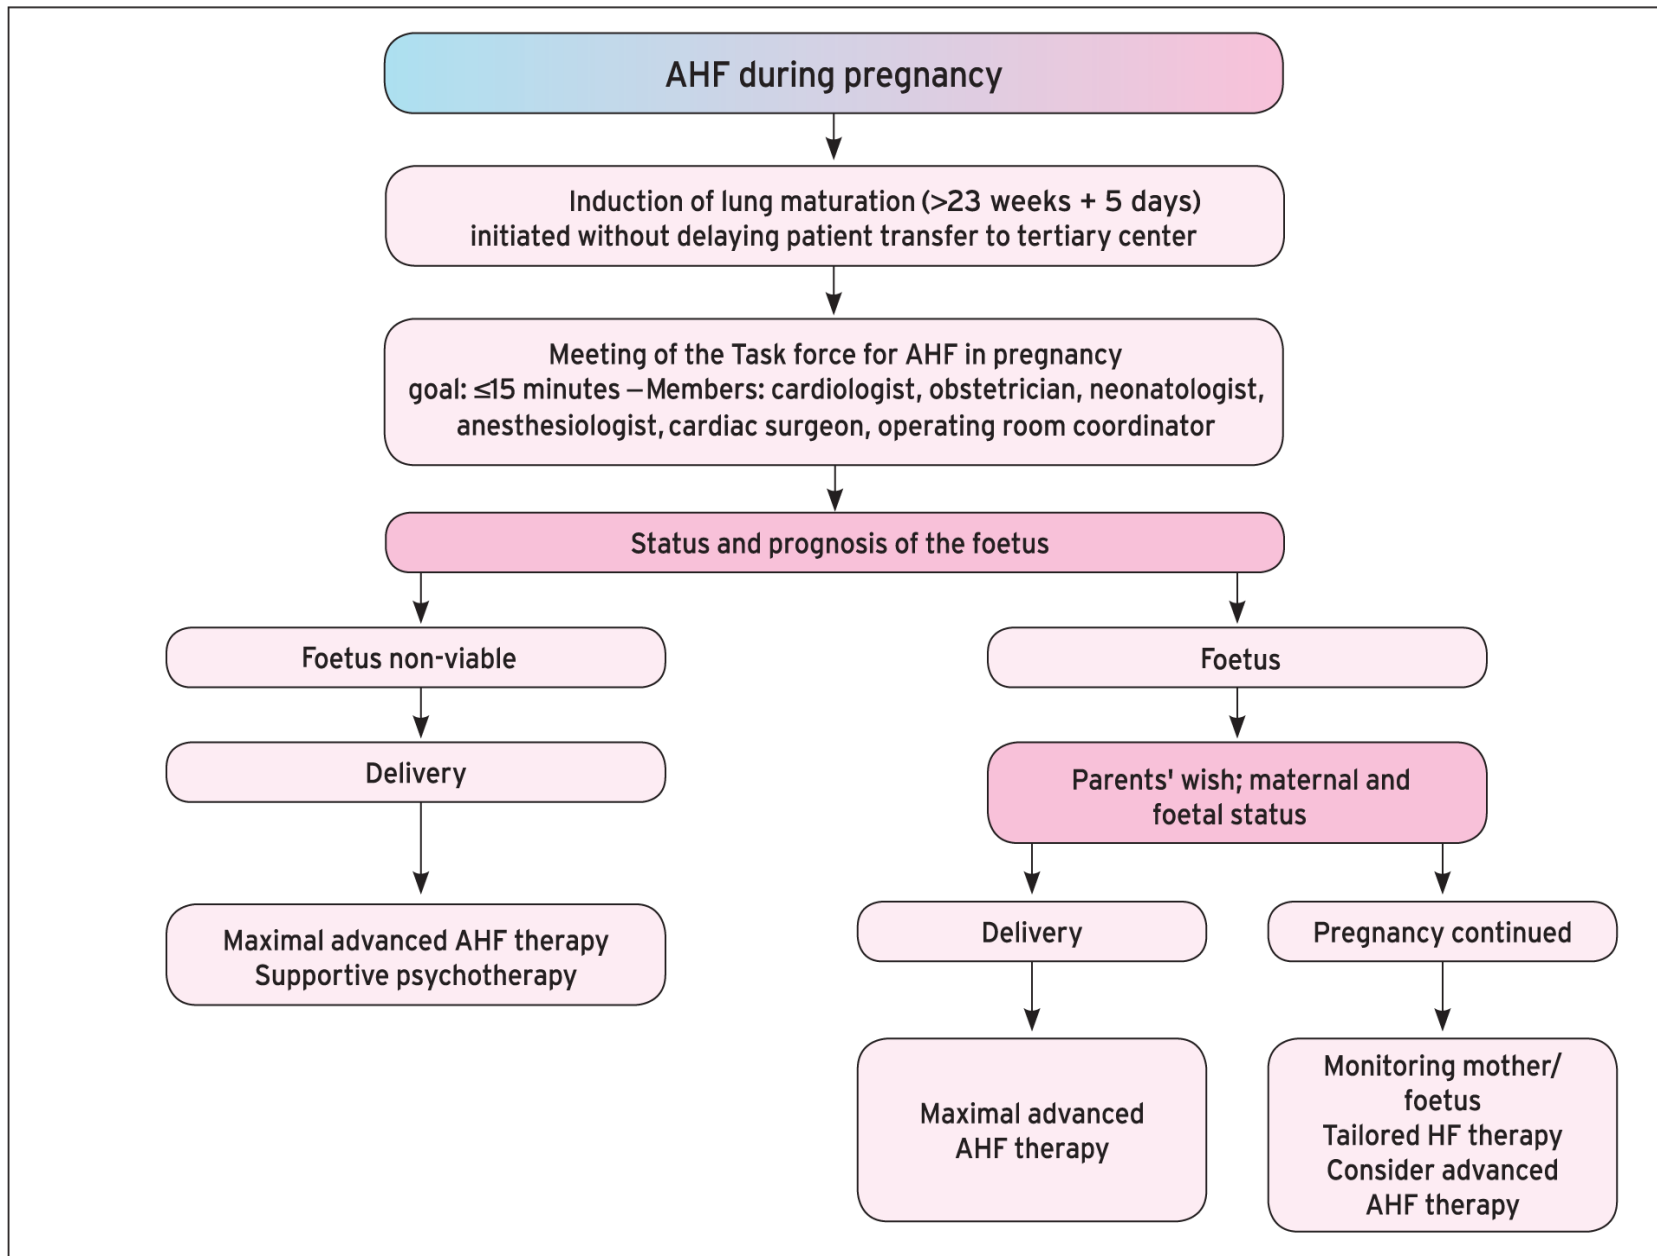 AHF during pregnancy
Induction of lung maturation (>23 weeks + 5 days)
initiated without delaying patient transfer to tertiary center
Meeting of the Task force for AHF in pregnancy
goal: ≤15 minutes – Members: cardiologist, obstetrician, neonatologist,
anesthesiologist, cardiac surgeon, operating room coordinator
Status and prognosis of the foetus
Foetus non-viable
Delivery
Maximal advanced AHF therapy
Supportive psychotherapy
Foetus
Parents' wish; maternal and
foetal status
Delivery
Maximal advanced
AHF therapy
Pregnancy continued
Monitoring mother/
foetus
Tailored HF therapy
Consider advanced
AHF therapy